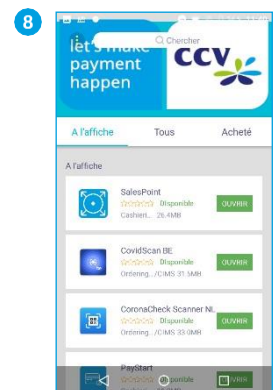 8
let's make
Chercher
payment
happen
CCV
A l'affiche Tous Acheté
A l'affiche
SalesPoint
Disponible
OUVRIR
Cashien... 26.4MB
CovidScan BE
Disponible
OUVRIR
Ordering.../CIMS 31.5MB
CoronaCheck Scanner NL
Disponible
OUVRIR
Ordering.../CIMS 33.0MB
PayStart